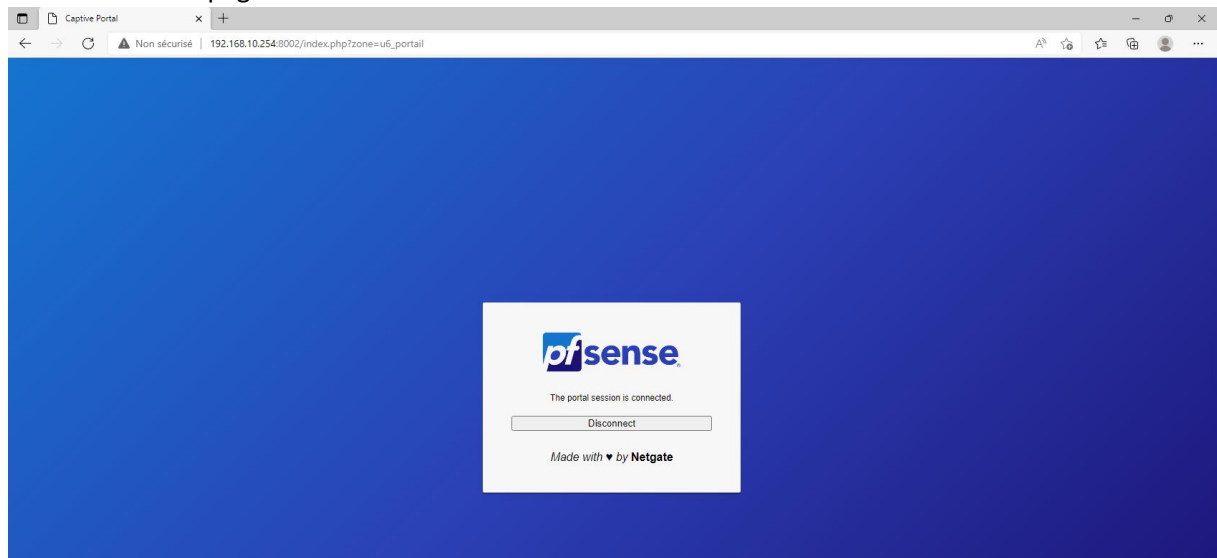 Captive Portal
Non sécurisé | 192.168.10.254:8002/index.php?zone=u6_portail
pfsense
The portal session is connected.
Disconnect
Made with ♥ by Netgate